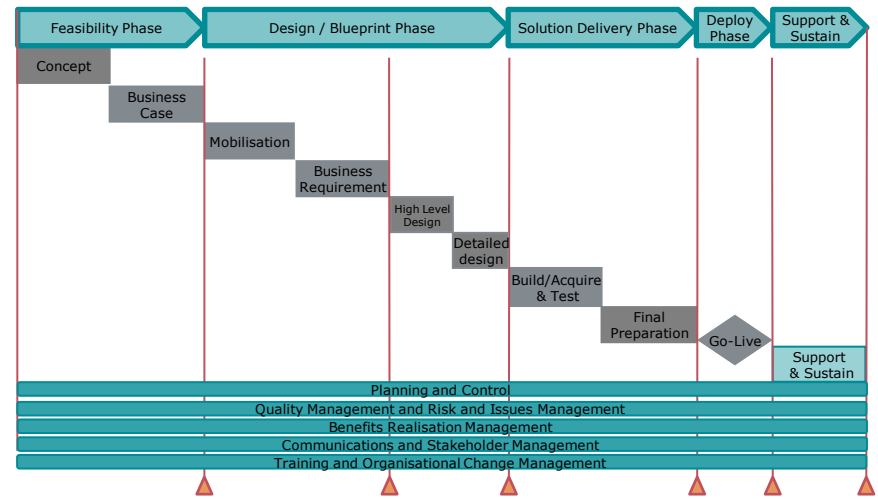 Feasibility Phase
Design / Blueprint Phase
Solution Delivery Phase
Deploy
Phase
Support &
Sustain
Concept
Business
Case
Mobilisation
Business
Requirement
High Level
Design
Detailed
design
Build/Acquire
& Test
Final
Preparation
Go-Live
Support
& Sustain
Planning and Control
Quality Management and Risk and Issues Management
Benefits Realisation Management
Communications and Stakeholder Management
Training and Organisational Change Management